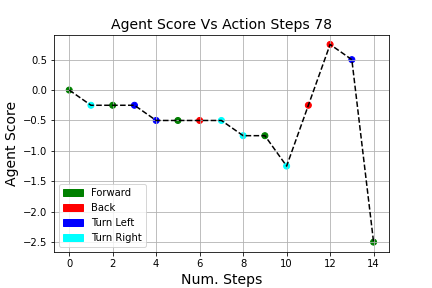 Agent Score Vs Action Steps 78
Agent Score
0.5
0.0
−0.5
−1.0
−1.5
−2.0
−2.5
Forward
Back
Turn Left
Turn Right
0 2 4 6 8 10 12 14
Num. Steps